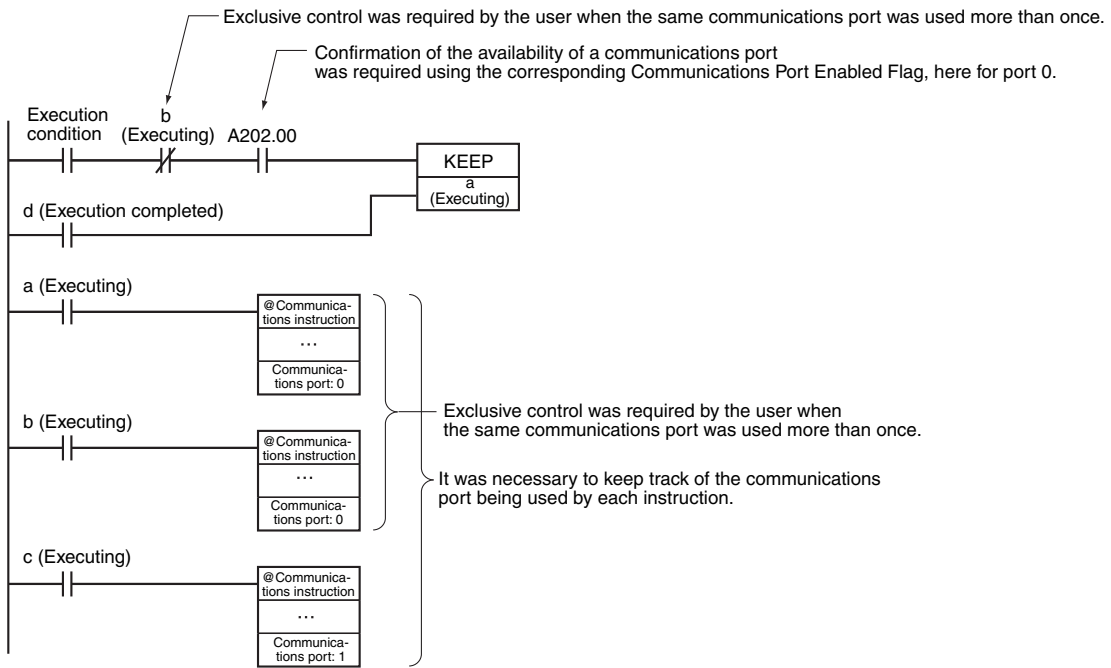 Exclusive control was required by the user when the same communications port was used more than once.
Confirmation of the availability of a communications port
was required using the corresponding Communications Port Enabled Flag, here for port 0.
Execution
condition
b
(Executing)
A202.00
KEEP
a
(Executing)
d (Execution completed)
a (Executing)
@Communica-
tions instruction
...
Communica-
tions port: 0
b (Executing)
@Communica-
tions instruction
...
Communica-
tions port: 0
Exclusive control was required by the user when
the same communications port was used more than once.
It was necessary to keep track of the communications
port being used by each instruction.
c (Executing)
@Communica-
tions instruction
...
Communica-
tions port: 1